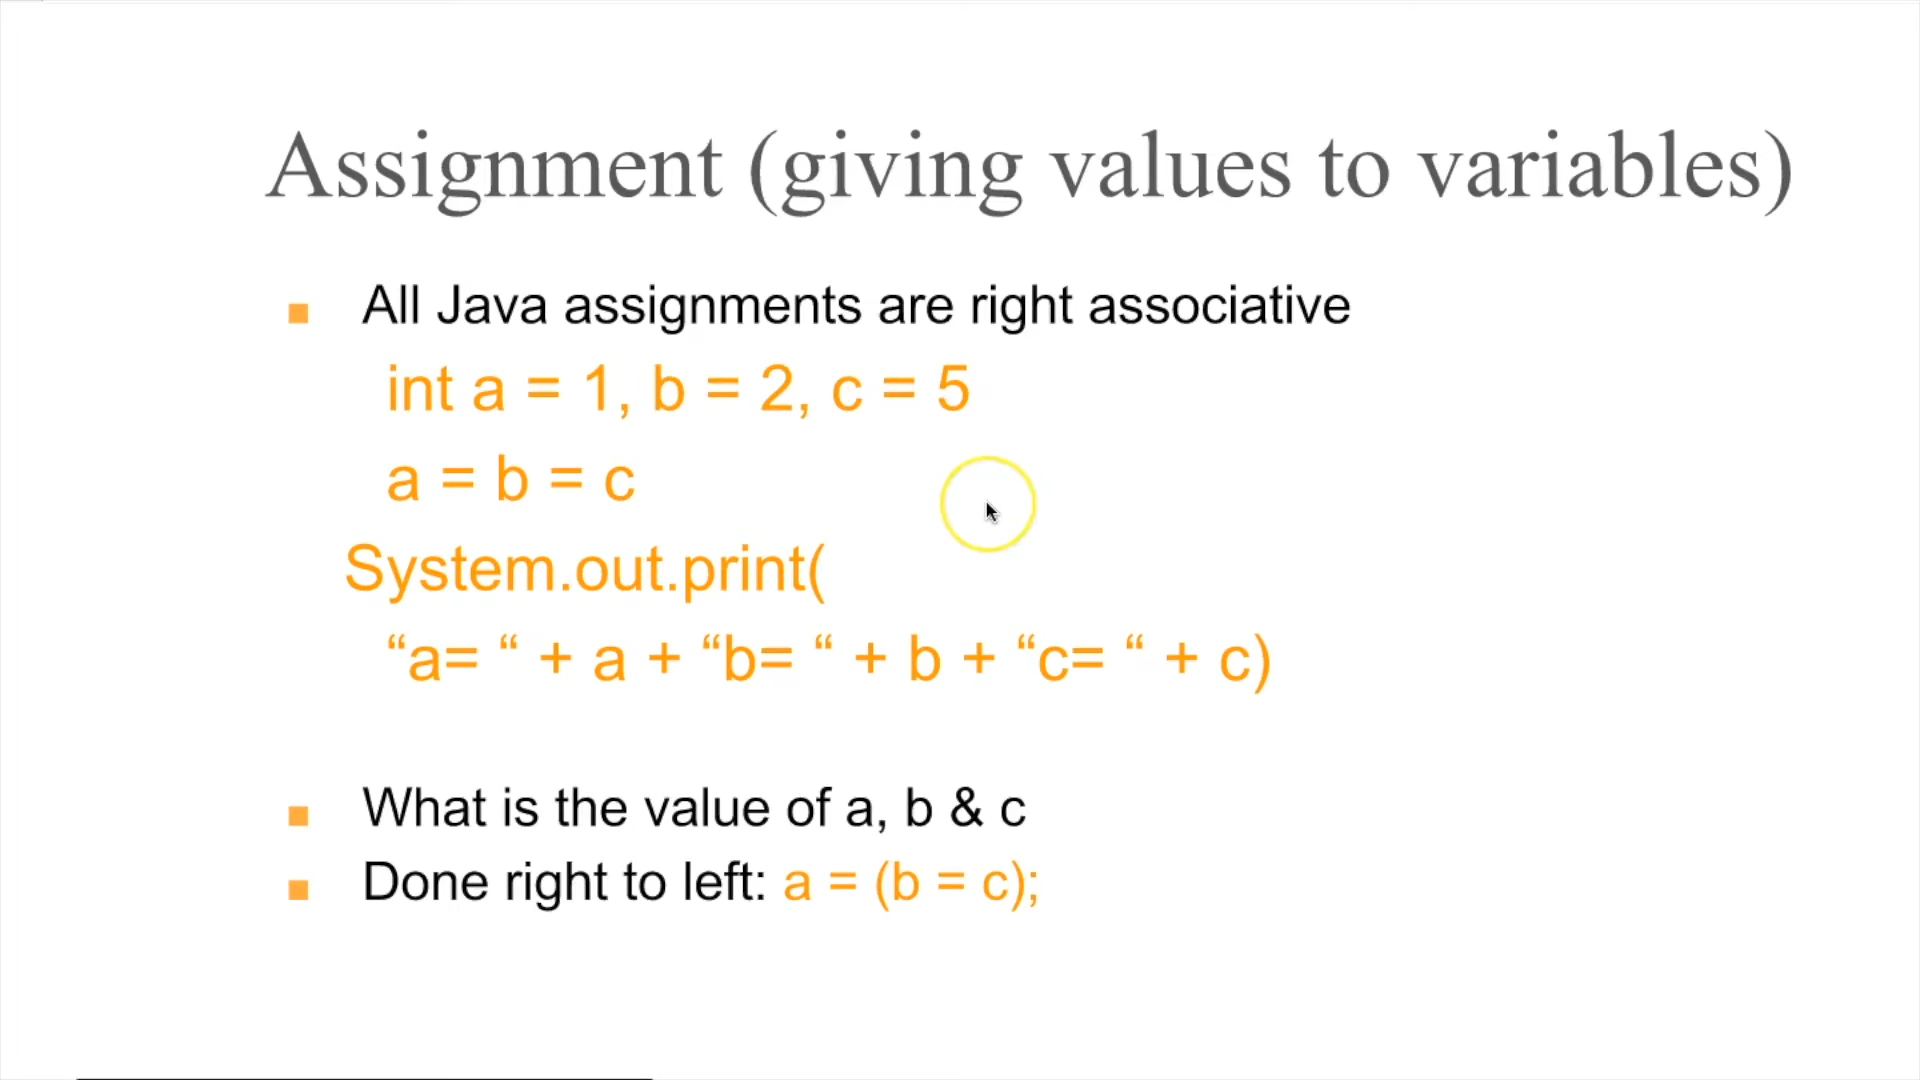 Assignment (giving values to variables)
All Java assignments are right associative
int a = 1, b = 2, c = 5
a = b = c
System.out.print(
“a= “ + a + “b= “ + b + “c= “ + c)
What is the value of a, b & c
Done right to left: a = (b = c);